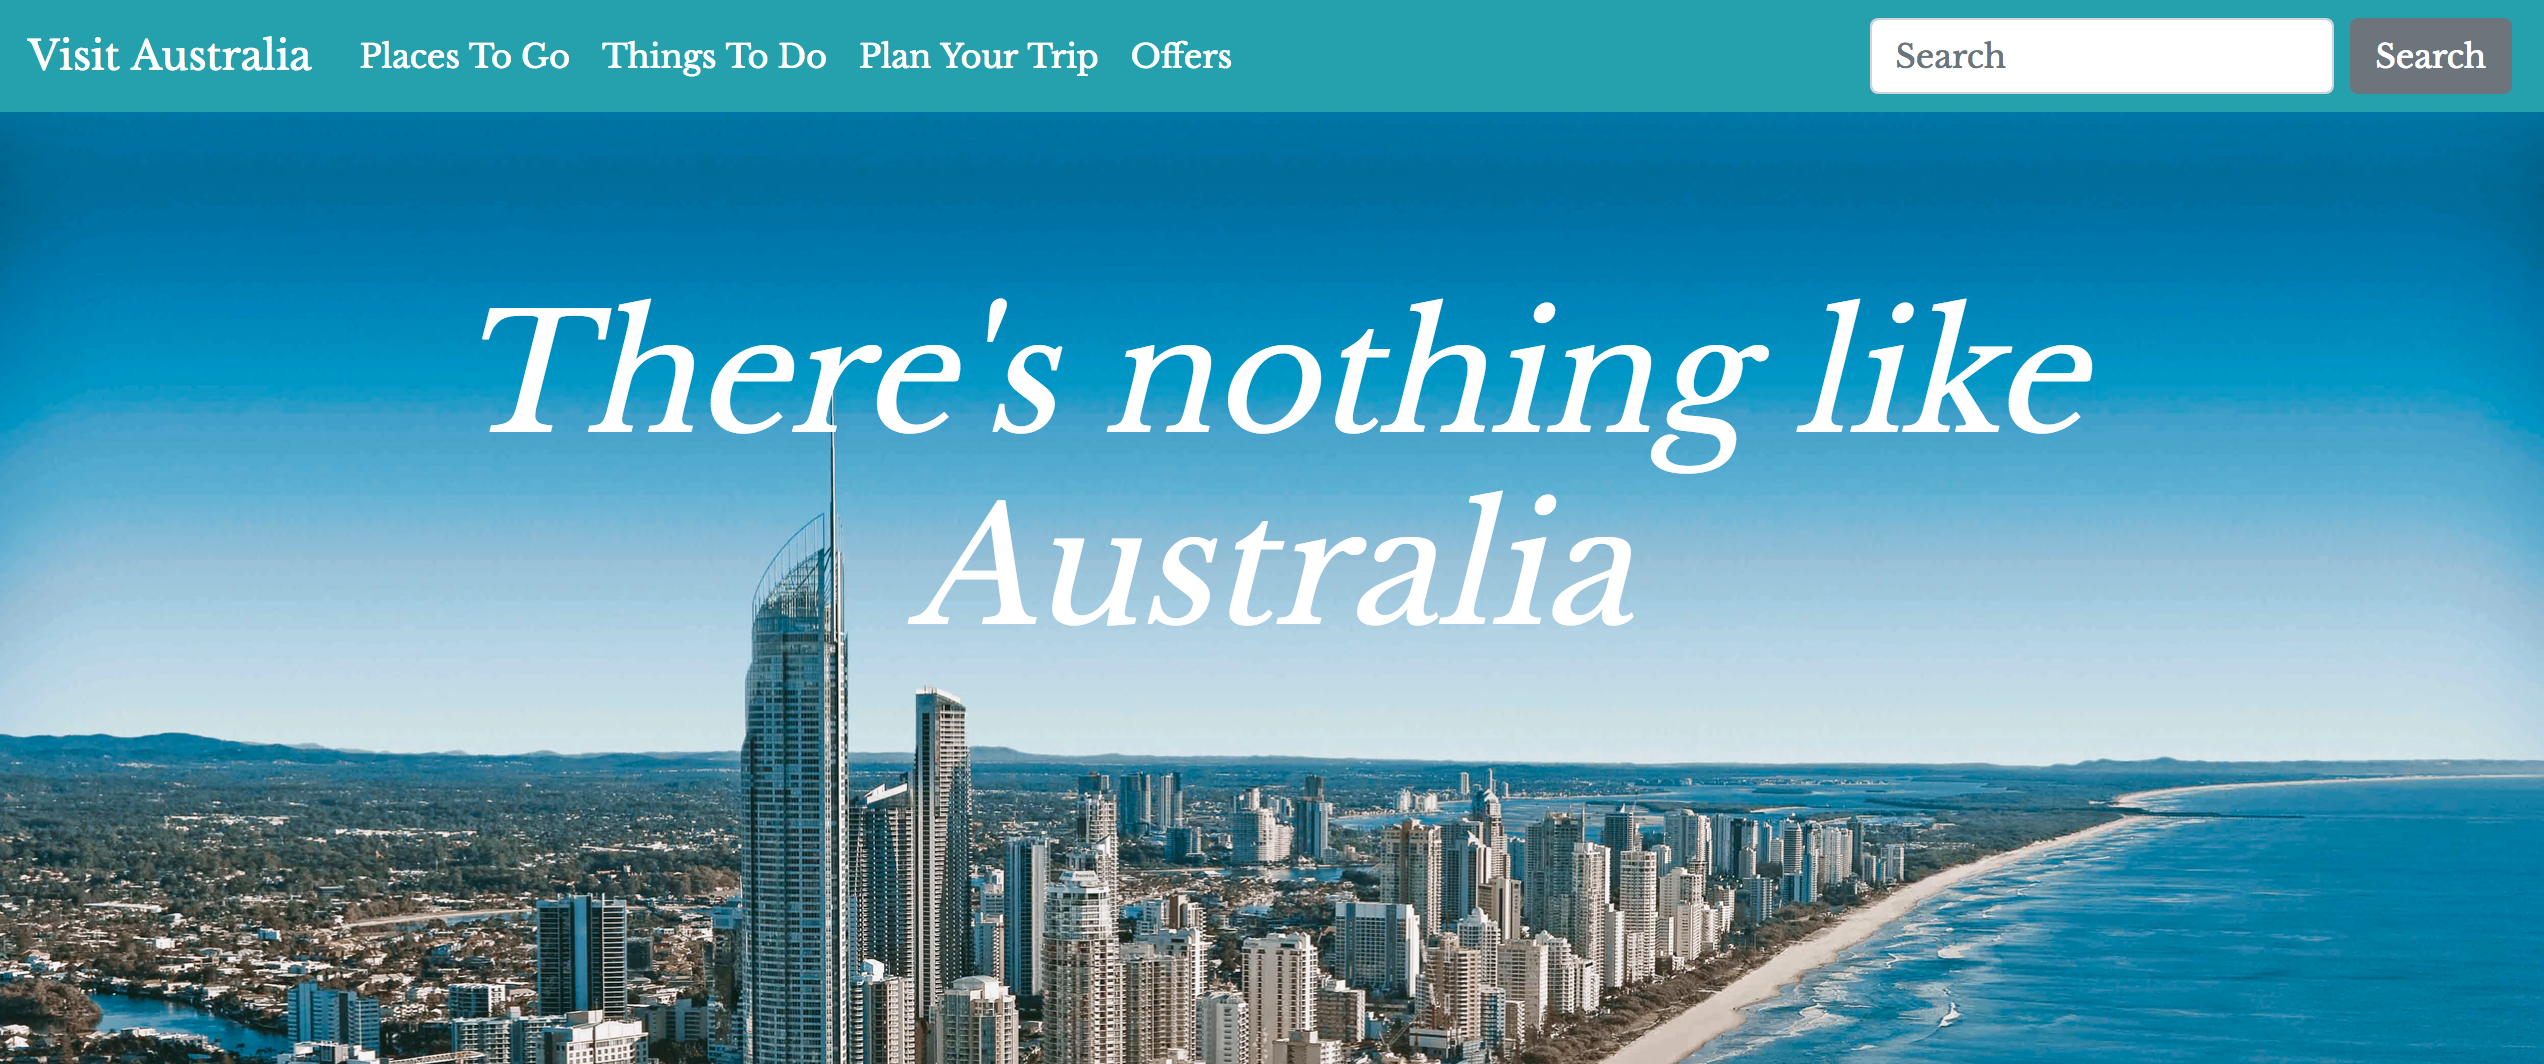 Visit Australia Places To Go Things To Do Plan Your Trip Offers Search Search
There's nothing like
Australia